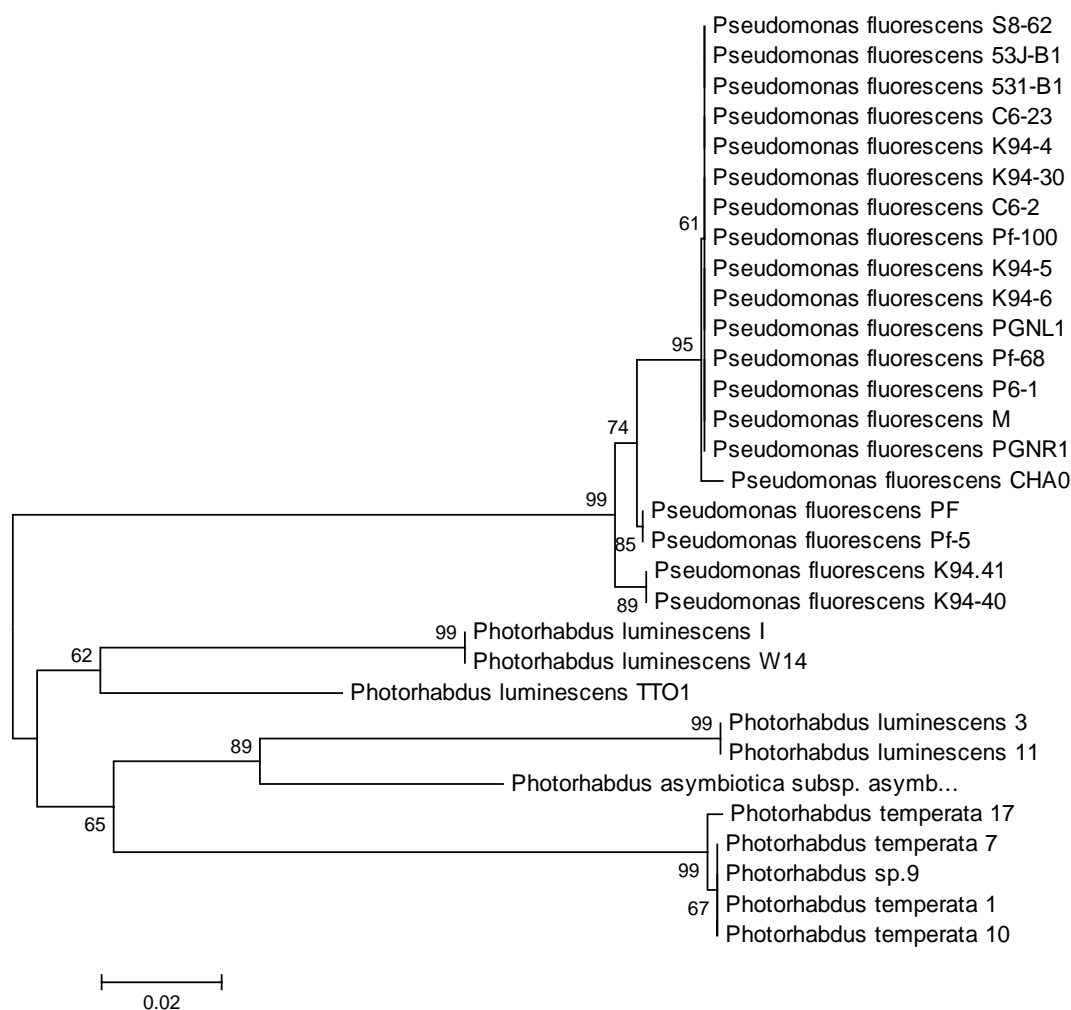 Pseudomonas fluorescens S8-62
Pseudomonas fluorescens 53J-B1
Pseudomonas fluorescens 531-B1
Pseudomonas fluorescens C6-23
Pseudomonas fluorescens K94-4
Pseudomonas fluorescens K94-30
Pseudomonas fluorescens C6-2
61
Pseudomonas fluorescens Pf-100
Pseudomonas fluorescens K94-5
Pseudomonas fluorescens K94-6
Pseudomonas fluorescens PGNL1
95
Pseudomonas fluorescens Pf-68
Pseudomonas fluorescens P6-1
Pseudomonas fluorescens M
74
Pseudomonas fluorescens PGNR1
Pseudomonas fluorescens CHA0
99
Pseudomonas fluorescens PF
85
Pseudomonas fluorescens Pf-5
Pseudomonas fluorescens K94.41
89
Pseudomonas fluorescens K94-40
99
Photorhabdus luminescens I
62
Photorhabdus luminescens W14
Photorhabdus luminescens TTO1
99
Photorhabdus luminescens 3
89
Photorhabdus luminescens 11
Photorhabdus asymbiotica subsp. asymb...
65
Photorhabdus temperata 17
Photorhabdus temperata 7
99
Photorhabdus sp.9
67
Photorhabdus temperata 1
Photorhabdus temperata 10
0.02